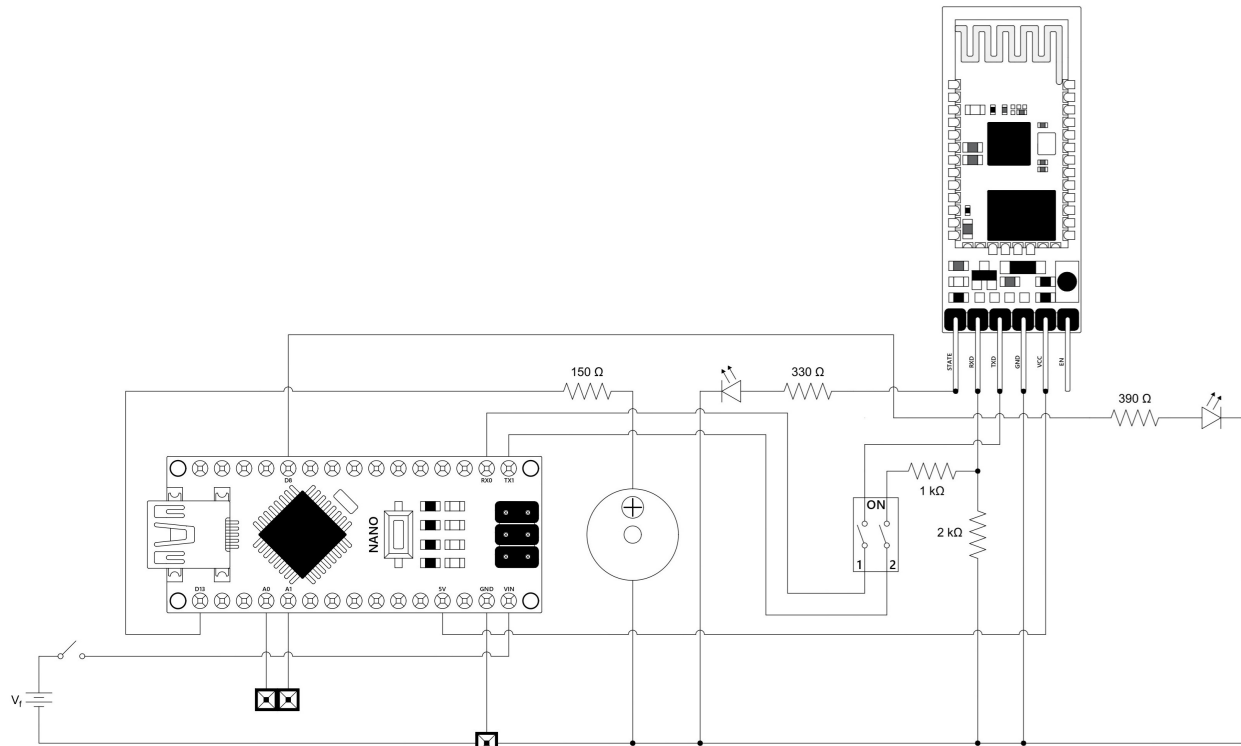 STATE
RXD
TXD
GND
VCC
EN
150 Ω
330 Ω
390 Ω
D8
RX0
TX1
1 kΩ
ON
NANO
2 kΩ
1
2
D13
A0
A1
5V
GND
VIN
Vf